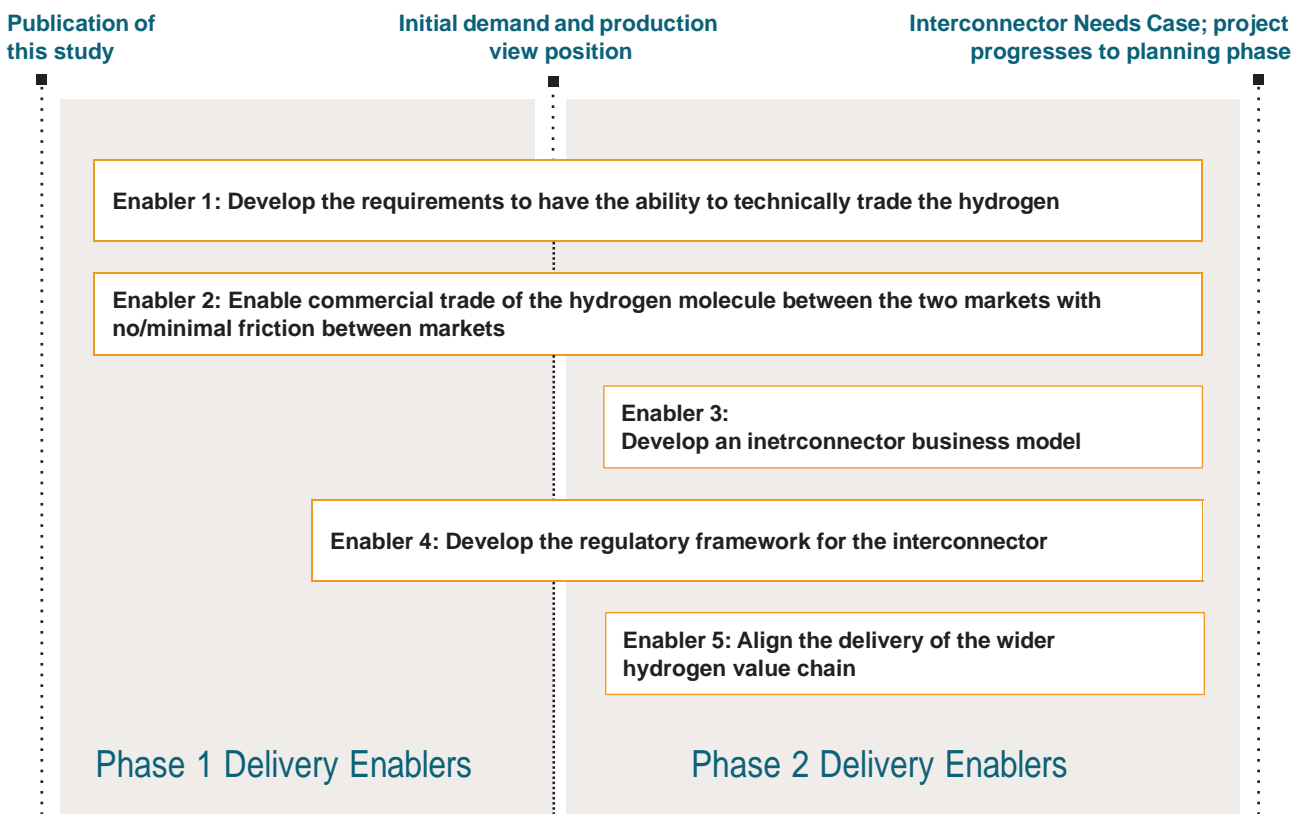 Publication of
this study
Initial demand and production
view position
Interconnector Needs Case; project
progresses to planning phase
Enabler 1: Develop the requirements to have the ability to technically trade the hydrogen
Enabler 2: Enable commercial trade of the hydrogen molecule between the two markets with
no/minimal friction between markets
Enabler 3:
Develop an inetrconnector business model
Enabler 4: Develop the regulatory framework for the interconnector
Enabler 5: Align the delivery of the wider
hydrogen value chain
Phase 1 Delivery Enablers
Phase 2 Delivery Enablers